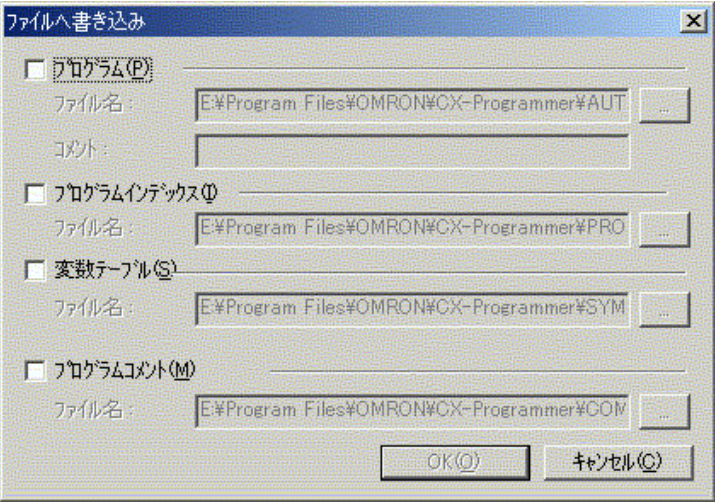 ファイルへ書き込み
プログラム(P)
ファイル名:
E:¥Program Files¥OMRON¥CX-Programmer¥AUT
...
コメント:
プログラムインデックス(I)
ファイル名:
E:¥Program Files¥OMRON¥CX-Programmer¥PRO
...
変数テーブル(S)
ファイル名:
E:¥Program Files¥OMRON¥CX-Programmer¥SYM
...
プログラムコメント(M)
ファイル名:
E:¥Program Files¥OMRON¥CX-Programmer¥COM
...
OK(O) キャンセル(C)